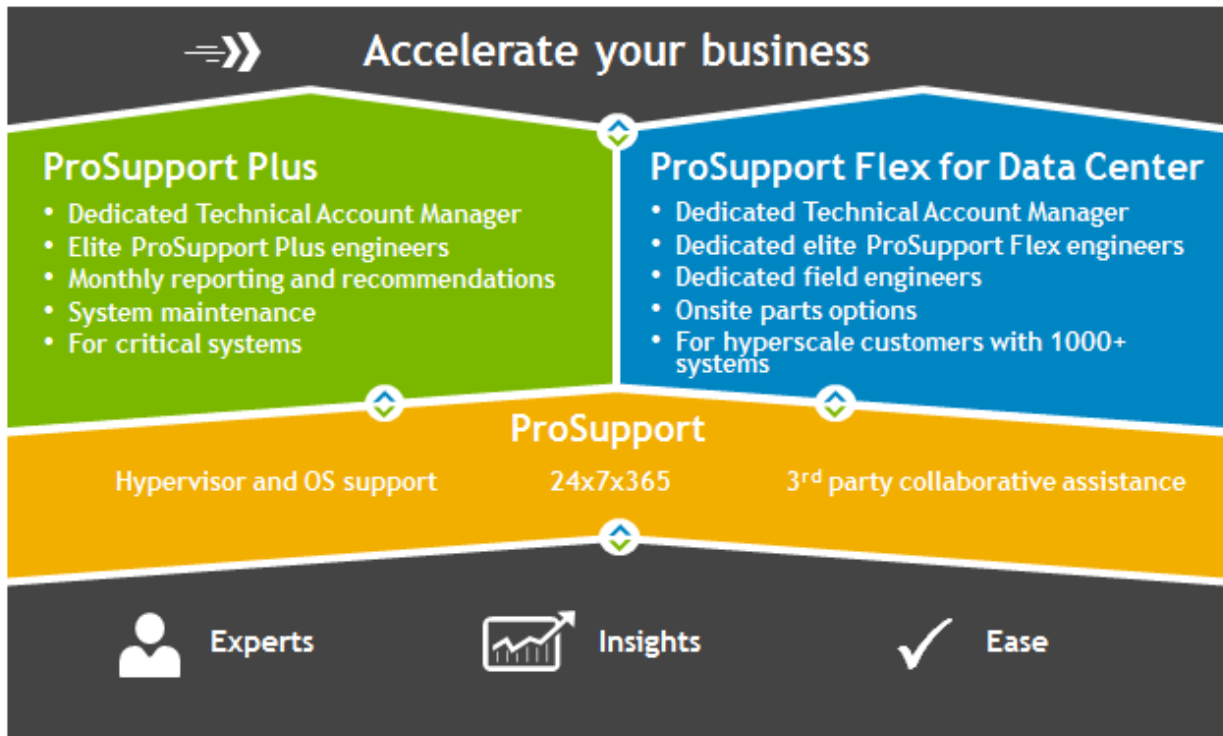 Accelerate your business
ProSupport Plus
• Dedicated Technical Account Manager
• Elite ProSupport Plus engineers
• Monthly reporting and recommendations
• System maintenance
• For critical systems
ProSupport Flex for Data Center
• Dedicated Technical Account Manager
• Dedicated elite ProSupport Flex engineers
• Dedicated field engineers
• Onsite parts options
• For hyperscale customers with 1000+
systems
ProSupport
Hypervisor and OS support 24x7x365 3rd party collaborative assistance
Experts Insights Ease